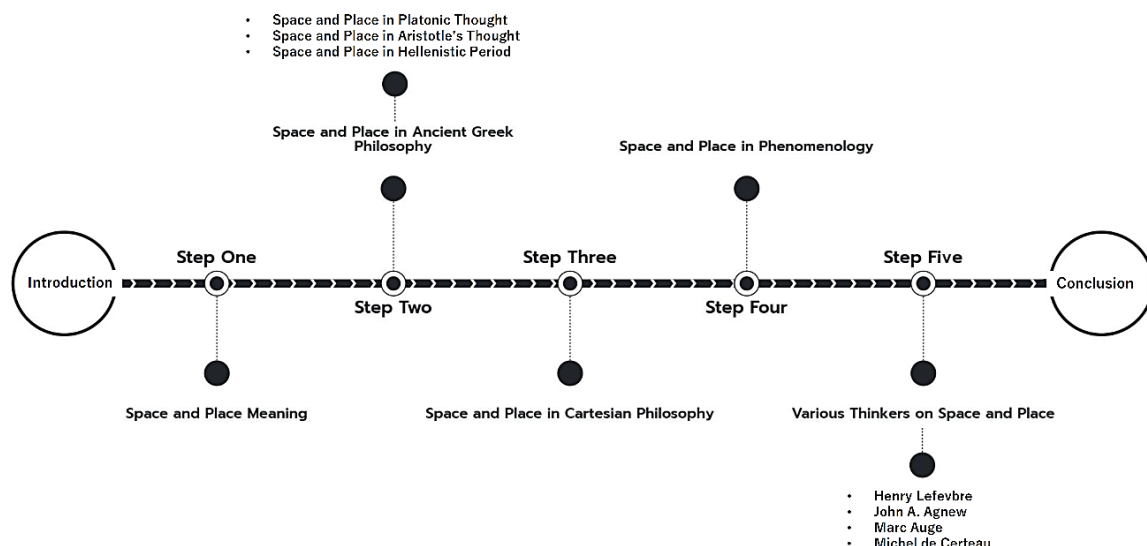 • Space and Place in Platonic Thought
• Space and Place in Aristotle's Thought
• Space and Place in Hellenistic Period
Space and Place in Ancient Greek
Philosophy
Space and Place in Phenomenology
Introduction
Step One
Step Two
Step Three
Step Four
Step Five
Conclusion
Space and Place Meaning
Space and Place in Cartesian Philosophy
Various Thinkers on Space and Place
• Henry Lefevbre
• John A. Agnew
• Marc Auge
• Michel de Certeau